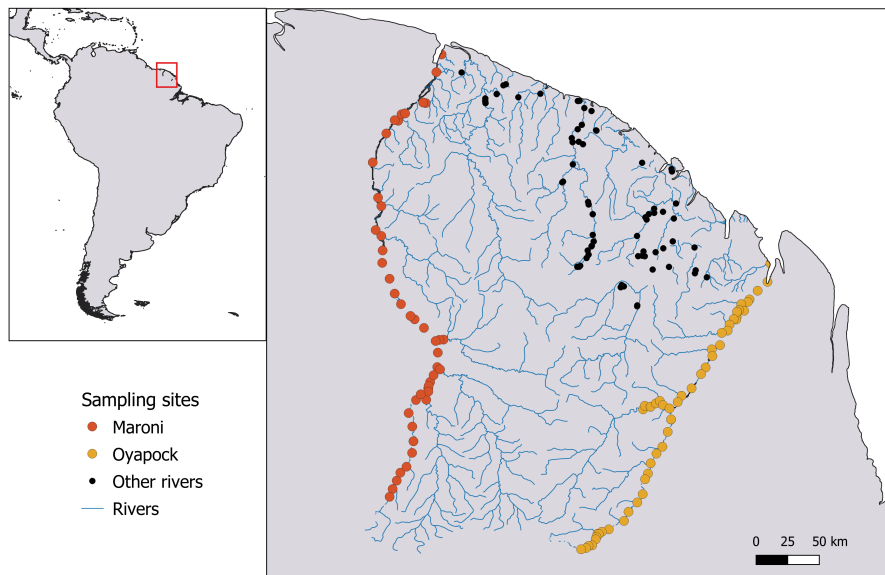 Sampling sites
Maroni
Oyapock
Other rivers
Rivers
0 25 50 km